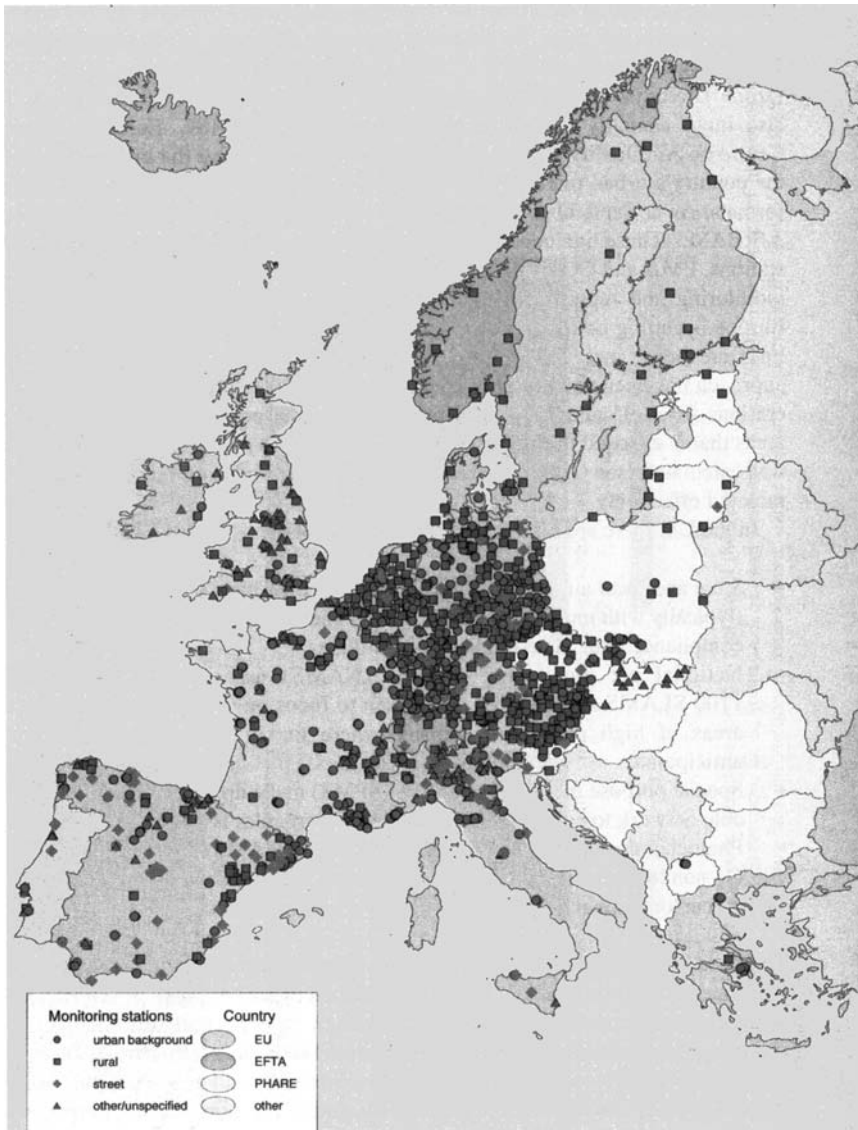 Monitoring stations Country
urban background EU
rural EFTA
street PHARE
other/unspecified other